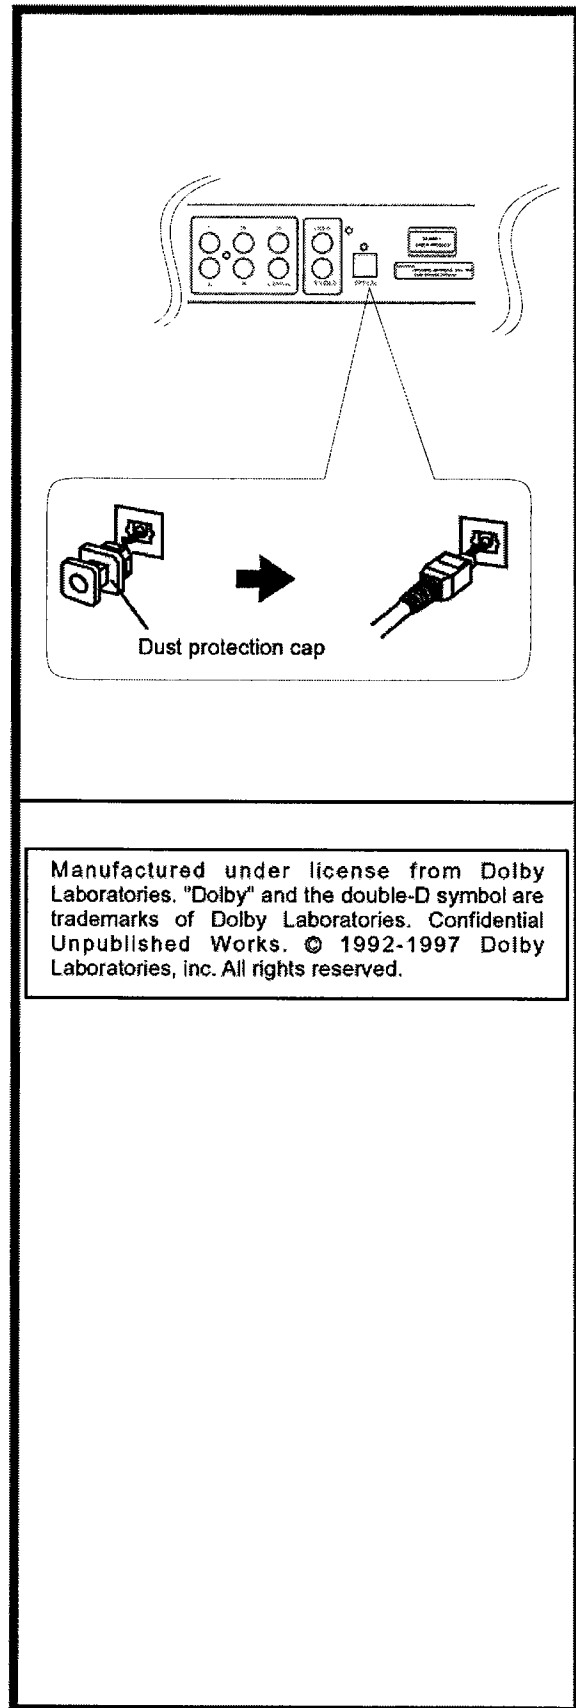 OPTICAL
Dust protection cap
Manufactured under license from Dolby
Laboratories. "Dolby" and the double-D symbol are
trademarks of Dolby Laboratories. Confidential
Unpublished Works. © 1992-1997 Dolby
Laboratories, inc. All rights reserved.